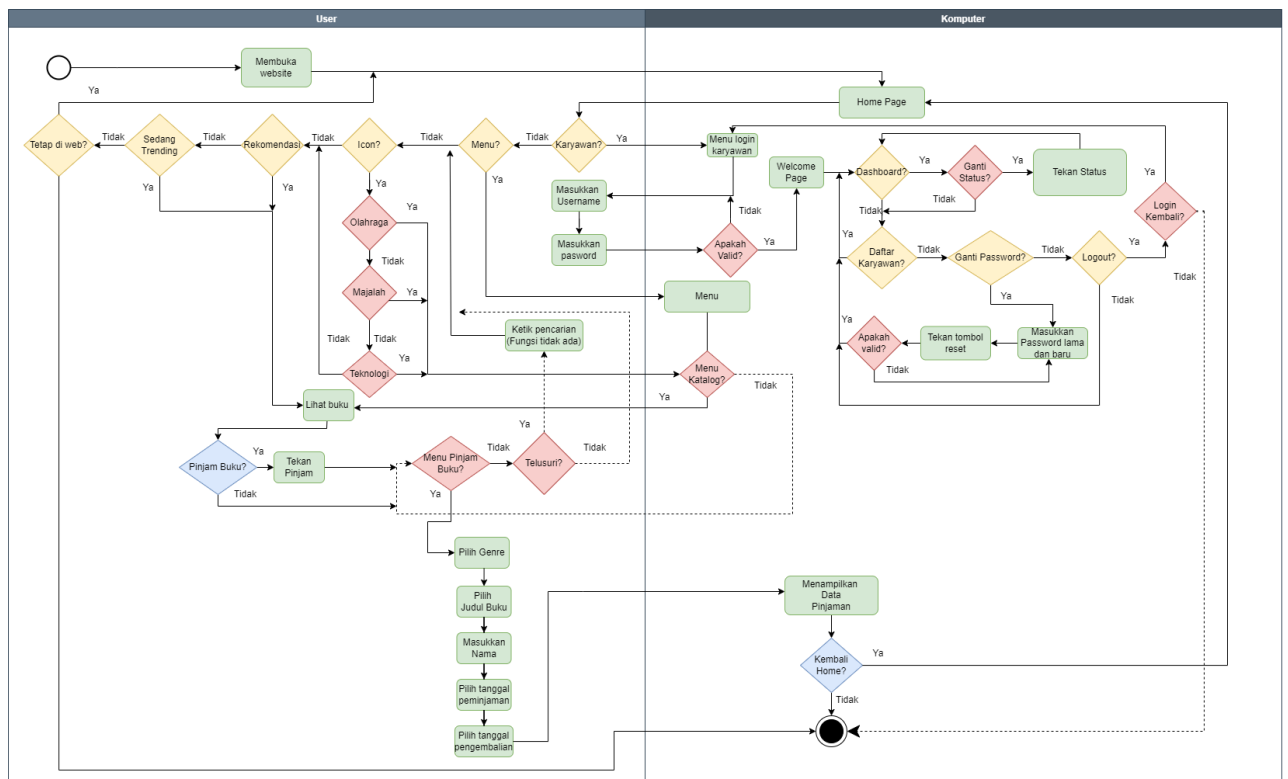 User
Komputer
Membuka
website
Ya
Home Page
Tetap di web?
Tidak
Sedang
Trending
Tidak
Rekomendasi
Tidak
Icon?
Tidak
Menu?
Tidak
Karyawan?
Ya
Menu login
karyawan
Ya
Ya
Ya
Ya
Olahraga
Ya
Tidak
Majalah
Ya
Tidak
Tidak
Teknologi
Ya
Masukkan
Username
Masukkan
pasword
Tidak
Apakah
Valid?
Ya
Welcome
Page
Dashboard?
Ya
Ganti
Status?
Ya
Tekan Status
Tidak
Tidak
Ya
Login
Kembali?
Tidak
Ya
Daftar
Karyawan?
Tidak
Ganti Password?
Tidak
Logout?
Ya
Tidak
Ya
Ya
Apakah
valid?
Tekan tombol
reset
Masukkan
Password lama
dan baru
Tidak
Menu
Ketik pencarian
(Fungsi tidak ada)
Menu
Katalog?
Tidak
Ya
Lihat buku
Pinjam Buku?
Ya
Tekan
Pinjam
Tidak
Menu Pinjam
Buku?
Tidak
Telusuri?
Ya
Tidak
Ya
Pilih Genre
Pilih
Judul Buku
Masukkan
Nama
Pilih tanggal
peminjaman
Pilih tanggal
pengembalian
Menampilkan
Data
Pinjaman
Kembali
Home?
Ya
Tidak